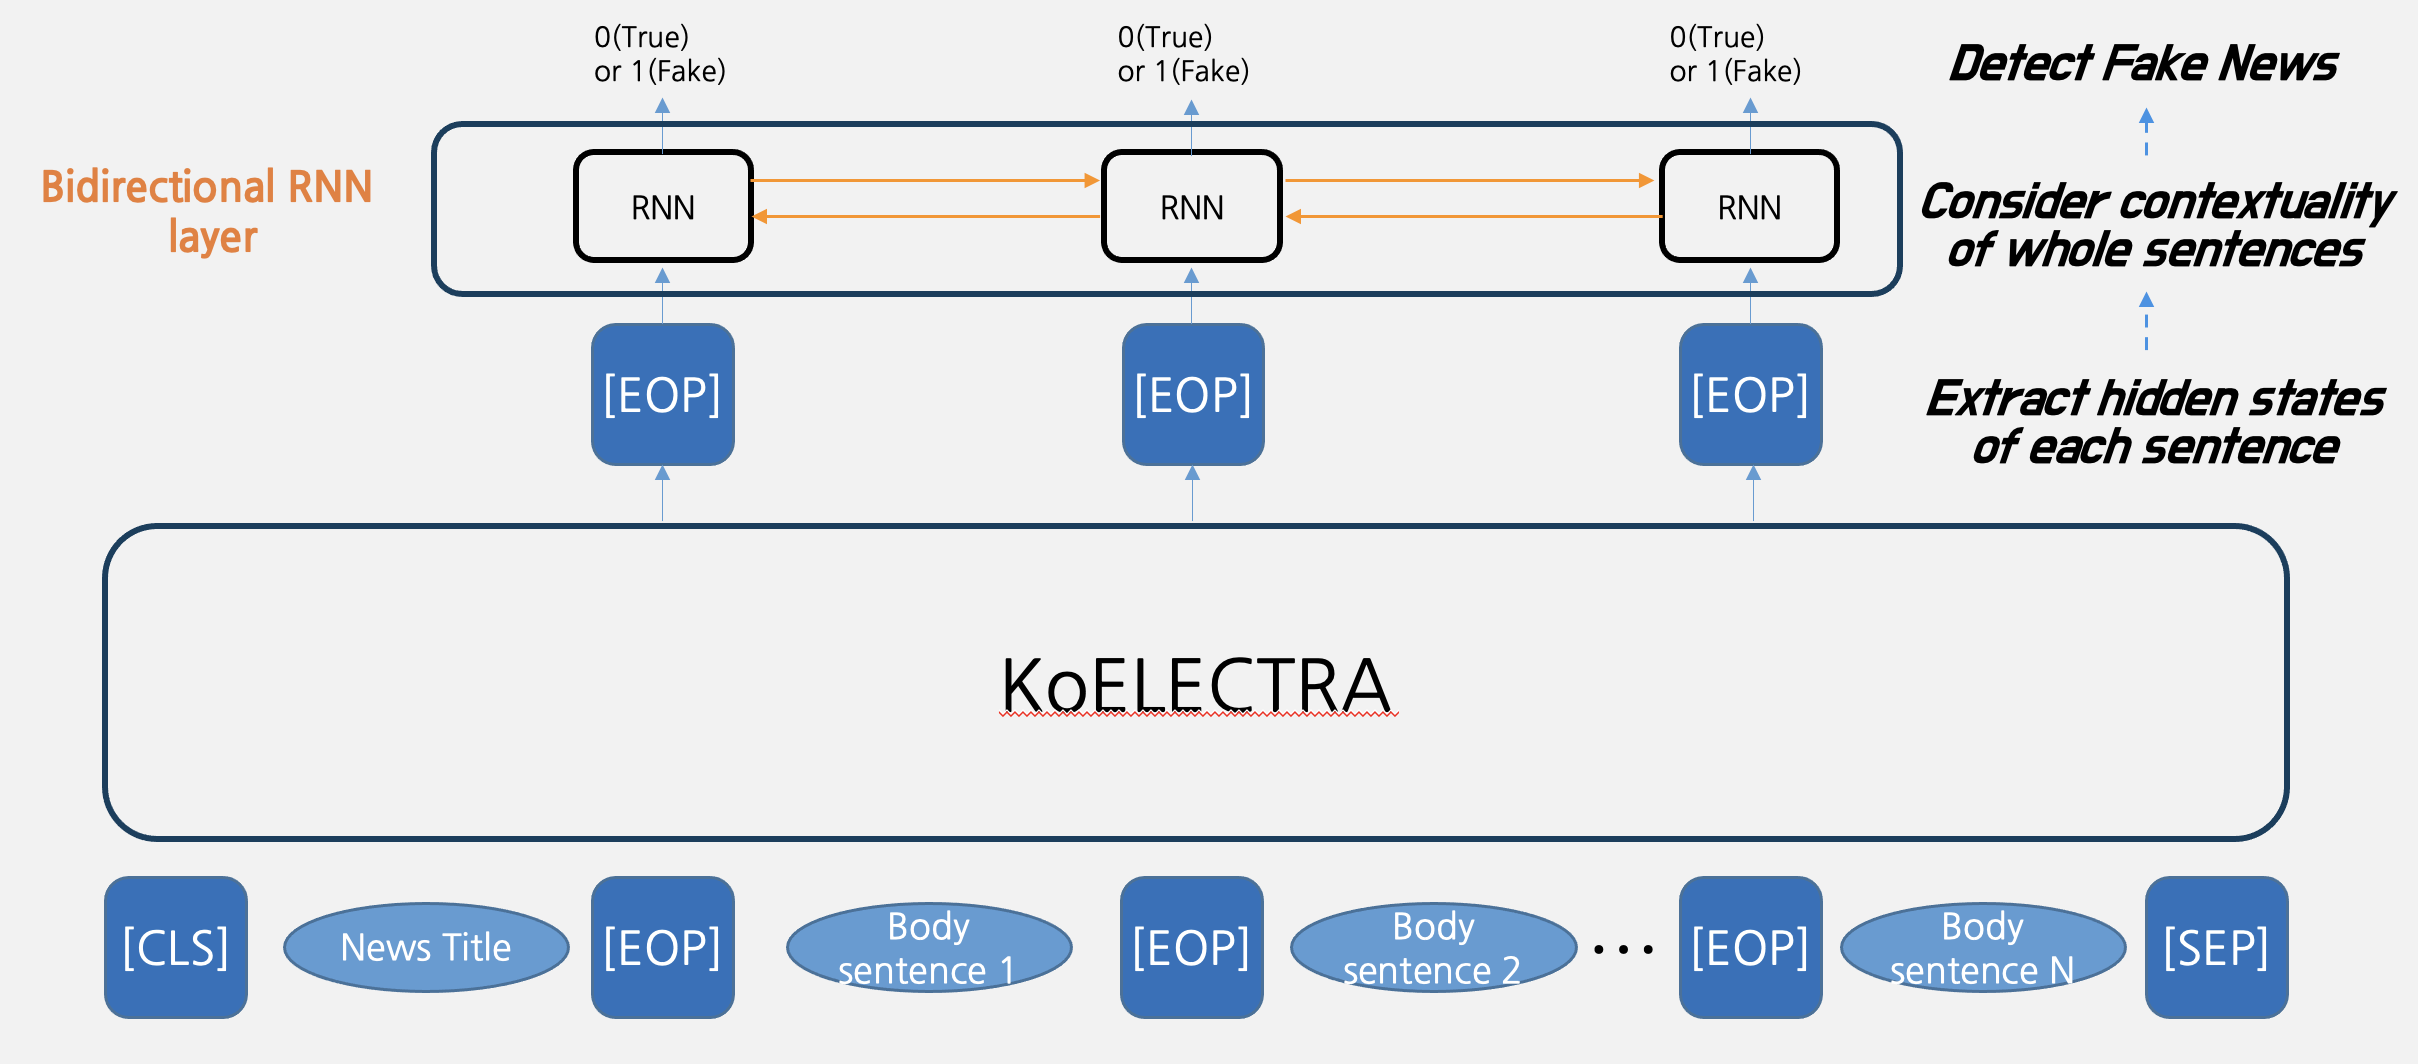 0(True)
or 1(Fake)
0(True)
or 1(Fake)
0(True)
or 1(Fake)
Detect Fake News
Bidirectional RNN
layer
RNN
RNN
RNN
Consider contextuality
of whole sentences
[EOP]
[EOP]
[EOP]
Extract hidden states
of each sentence
KoELECTRA
[CLS]
News Title
[EOP]
Body
sentence 1
[EOP]
Body
sentence 2
...
[EOP]
Body
sentence N
[SEP]